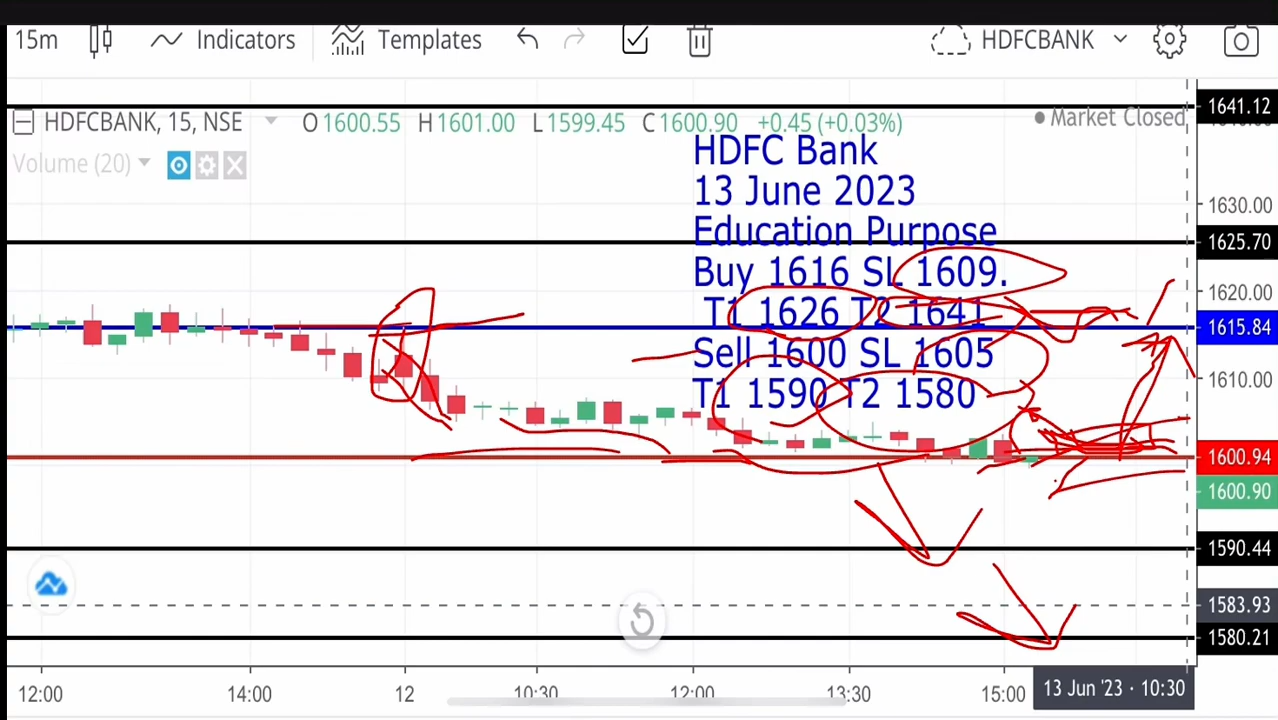 15m Indicators Templates HDFCBANK
1641.12
HDFCBANK, 15, NSE O1600.55 H1601.00 L1599.45 C1600.90 +0.45 (+0.03%) Market Closed
Volume (20)
HDFC Bank
13 June 2023
Education Purpose
Buy 1616 SL 1609.
T1 1626 T2 1641
Sell 1600 SL 1605
T1 1590 T2 1580
1630.00
1625.70
1620.00
1615.84
1610.00
1600.94
1600.90
1590.44
1583.93
1580.21
12:00 14:00 12 10:30 12:00 13:30 15:00 13 Jun '23 · 10:30